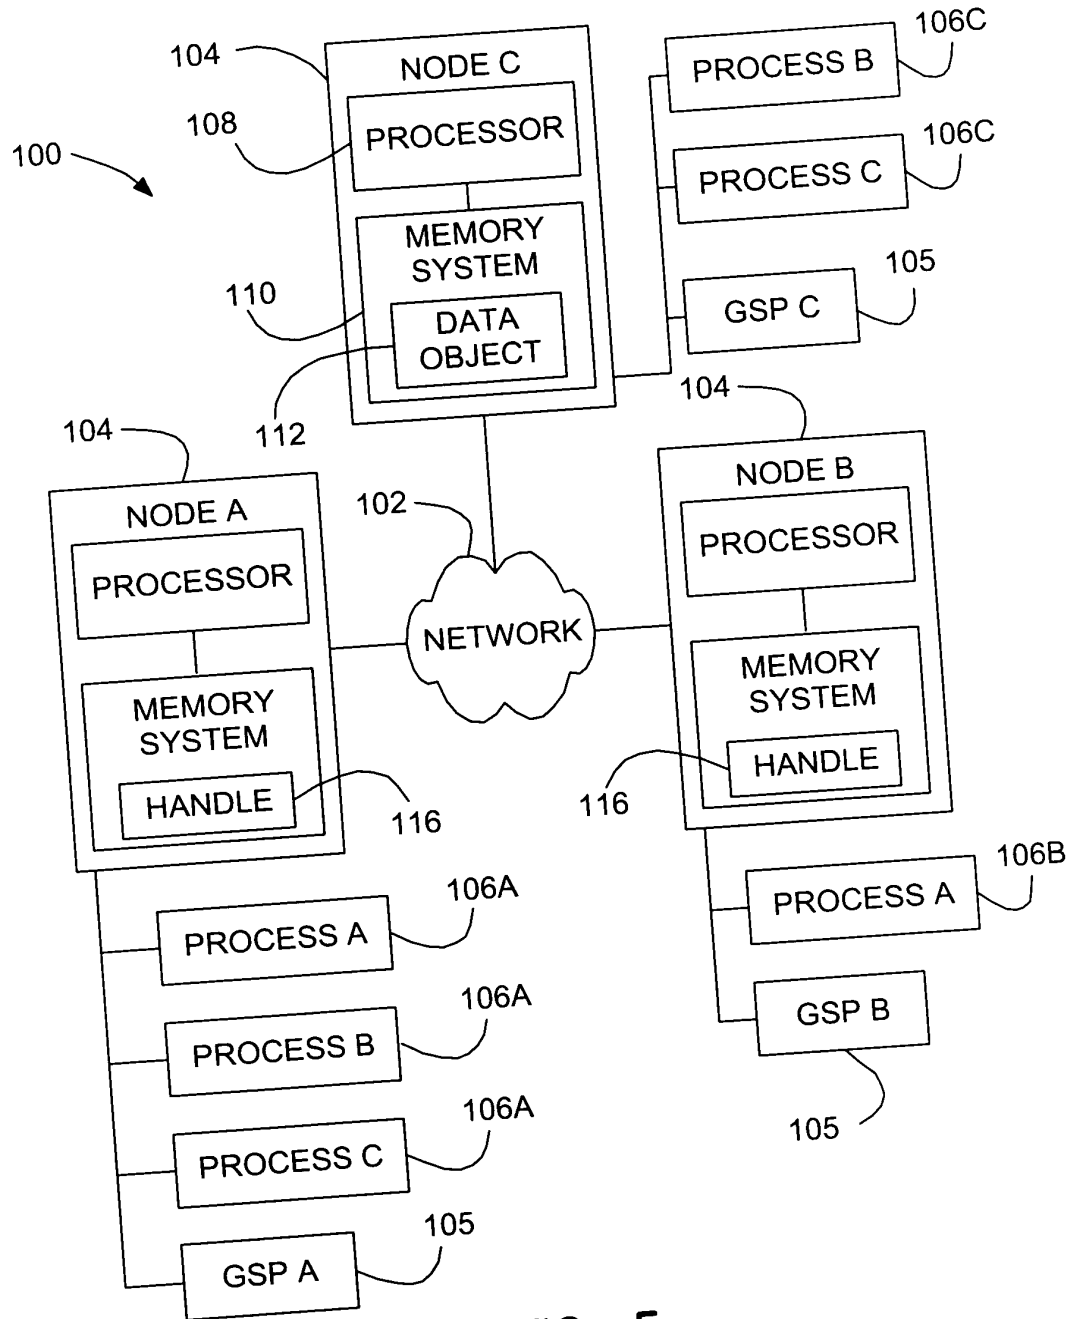 100
104
NODE C
108
PROCESSOR
MEMORY
SYSTEM
110
DATA
OBJECT
112
PROCESS B
106C
PROCESS C
106C
GSP C
105
104
NODE A
PROCESSOR
MEMORY
SYSTEM
HANDLE
116
102
NETWORK
104
NODE B
PROCESSOR
MEMORY
SYSTEM
HANDLE
116
PROCESS A
106A
PROCESS B
106A
PROCESS C
106A
GSP A
105
PROCESS A
106B
GSP B
105